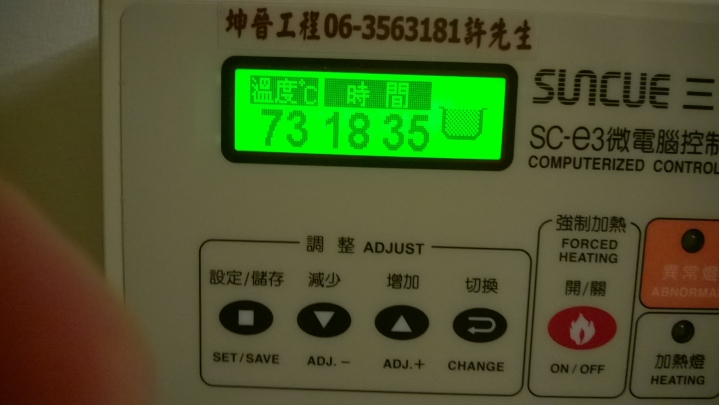 坤晉工程06-3563181許先生
溫度℃ 時間
73 18 35
SUNCUE 三
SC-e3微電腦控制
COMPUTERIZED CONTROL
調整 ADJUST
設定/儲存 減少 增加 切換
SET/SAVE ADJ. － ADJ.＋ CHANGE
強制加熱
FORCED
HEATING
開/關
ON/OFF
異常燈
ABNORMA
加熱燈
HEATING